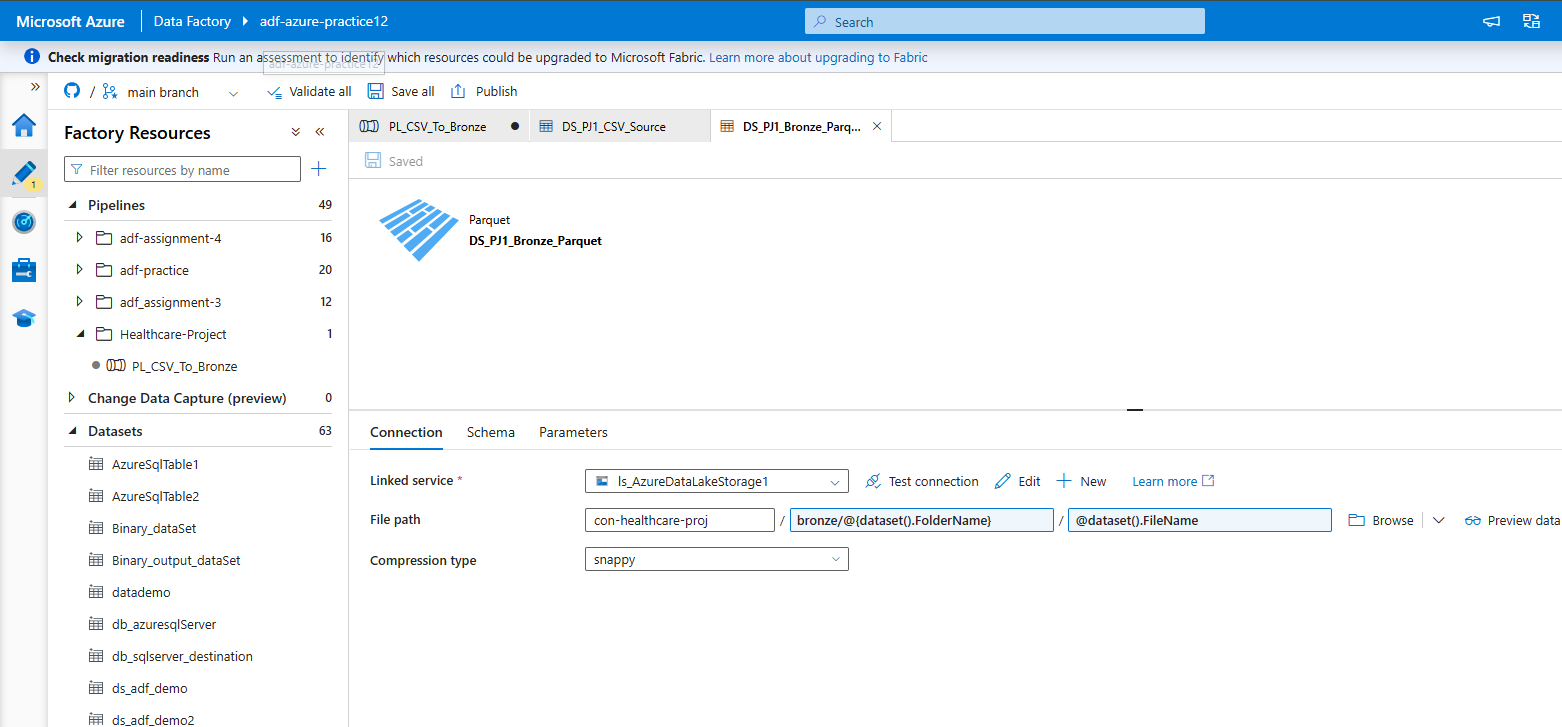 Microsoft Azure
Data Factory
adf-azure-practice12
Search
Check migration readiness Run an assessment to identify which resources could be upgraded to Microsoft Fabric. Learn more about upgrading to Fabric
adf-azure-practice12
/ main branch
Validate all
Save all
Publish
1
Factory Resources
Filter resources by name
Pipelines 49
adf-assignment-4 16
adf-practice 20
adf_assignment-3 12
Healthcare-Project 1
PL_CSV_To_Bronze
Change Data Capture (preview) 0
Datasets 63
AzureSqlTable1
AzureSqlTable2
Binary_dataSet
Binary_output_dataSet
datademo
db_azuresqlServer
db_sqlserver_destination
ds_adf_demo
ds_adf_demo2
PL_CSV_To_Bronze
DS_PJ1_CSV_Source
DS_PJ1_Bronze_Parq...
Saved
Parquet
DS_PJ1_Bronze_Parquet
Connection
Schema
Parameters
Linked service *
ls_AzureDataLakeStorage1
Test connection
Edit
New
Learn more
File path
con-healthcare-proj / bronze/@{dataset().FolderName} / @dataset().FileName
Browse
Preview data
Compression type
snappy